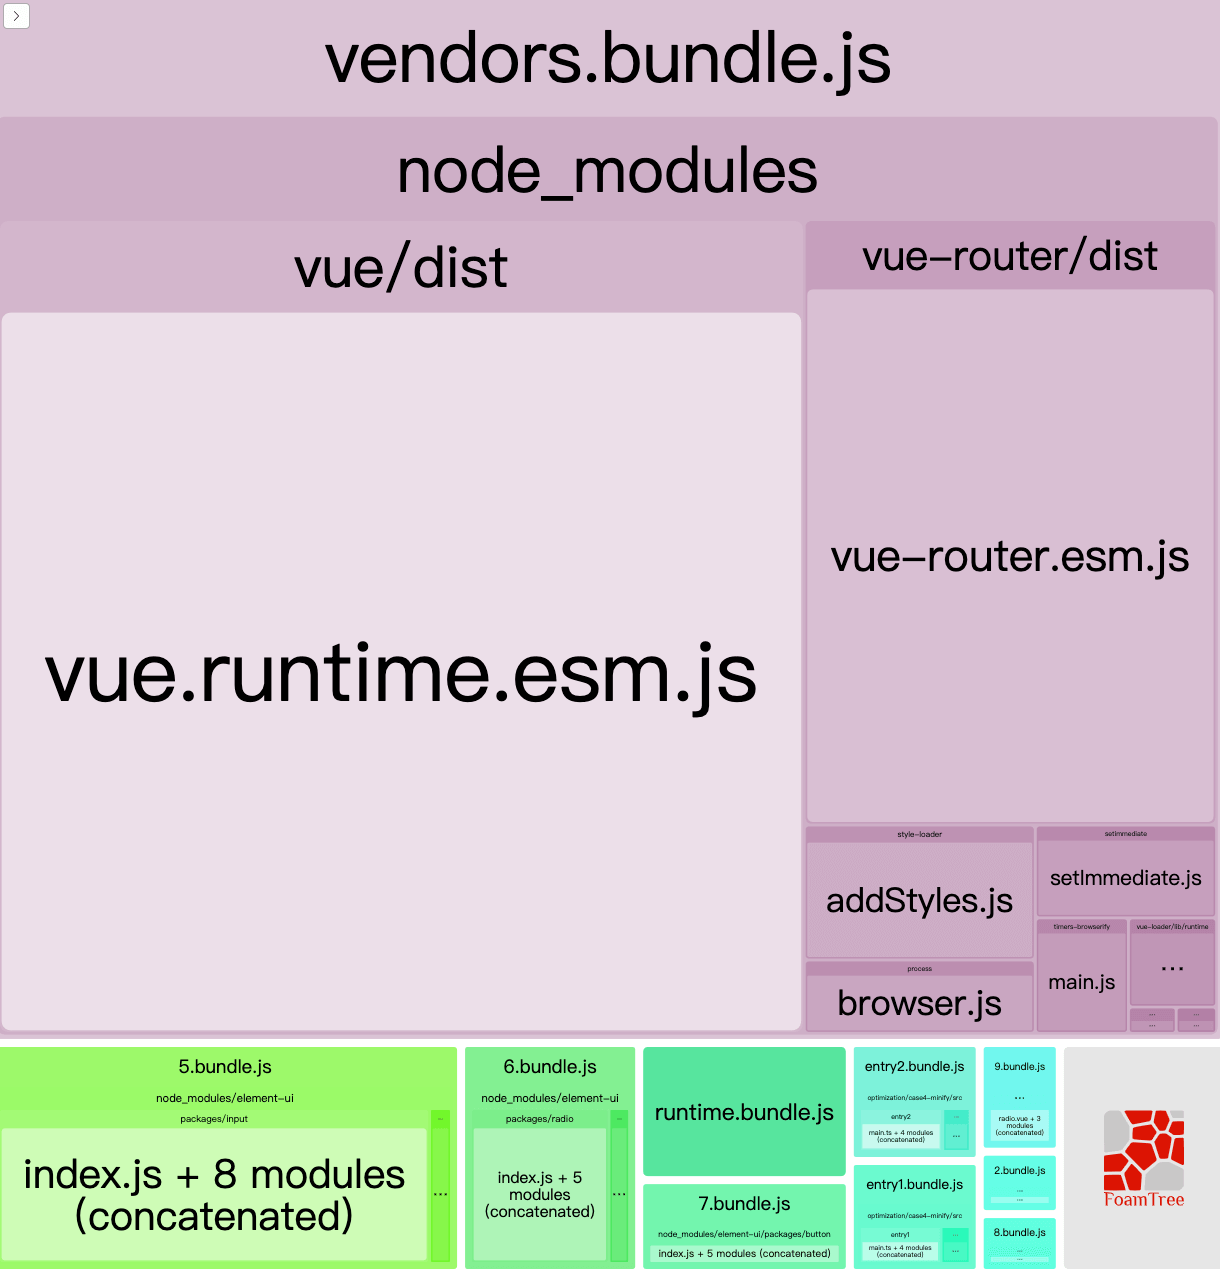 vendors.bundle.js
node_modules
vue/dist
vue.runtime.esm.js
vue-router/dist
vue-router.esm.js
style-loader
addStyles.js
process
browser.js
setimmediate
setImmediate.js
timers-browserify
main.js
vue-loader/lib/runtime
...
...
...
...
...
5.bundle.js
node_modules/element-ui
packages/input
index.js + 8 modules
(concatenated)
...
...
6.bundle.js
node_modules/element-ui
packages/radio
index.js + 5
modules
(concatenated)
...
...
runtime.bundle.js
7.bundle.js
node_modules/element-ui/packages/button
index.js + 5 modules (concatenated)
entry2.bundle.js
optimization/case4-minify/src
entry2
main.ts + 4 modules
(concatenated)
...
...
entry1.bundle.js
optimization/case4-minify/src
entry1
main.ts + 4 modules
(concatenated)
...
...
9.bundle.js
...
radio.vue + 3
modules
(concatenated)
2.bundle.js
...
...
8.bundle.js
...
...
FoamTree